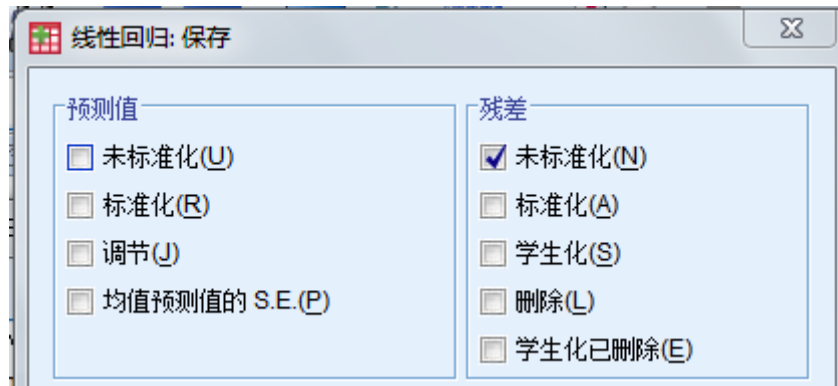 线性回归: 保存
预测值
未标准化(U)
标准化(R)
调节(J)
均值预测值的 S.E.(P)
残差
未标准化(N)
标准化(A)
学生化(S)
删除(L)
学生化已删除(E)